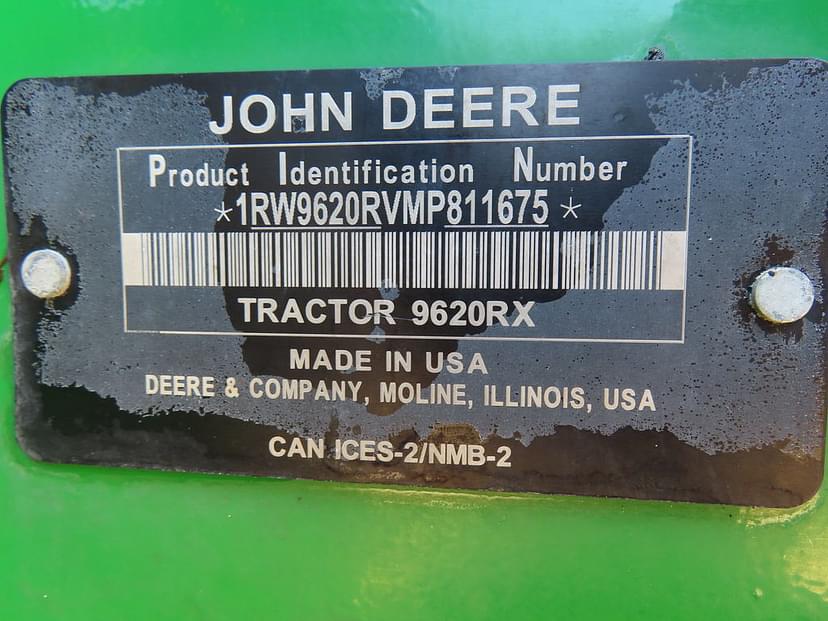 JOHN DEERE
Product Identification Number
*1RW9620RVMP811675*
TRACTOR 9620RX
MADE IN USA
DEERE & COMPANY, MOLINE, ILLINOIS, USA
CAN ICES-2/NMB-2